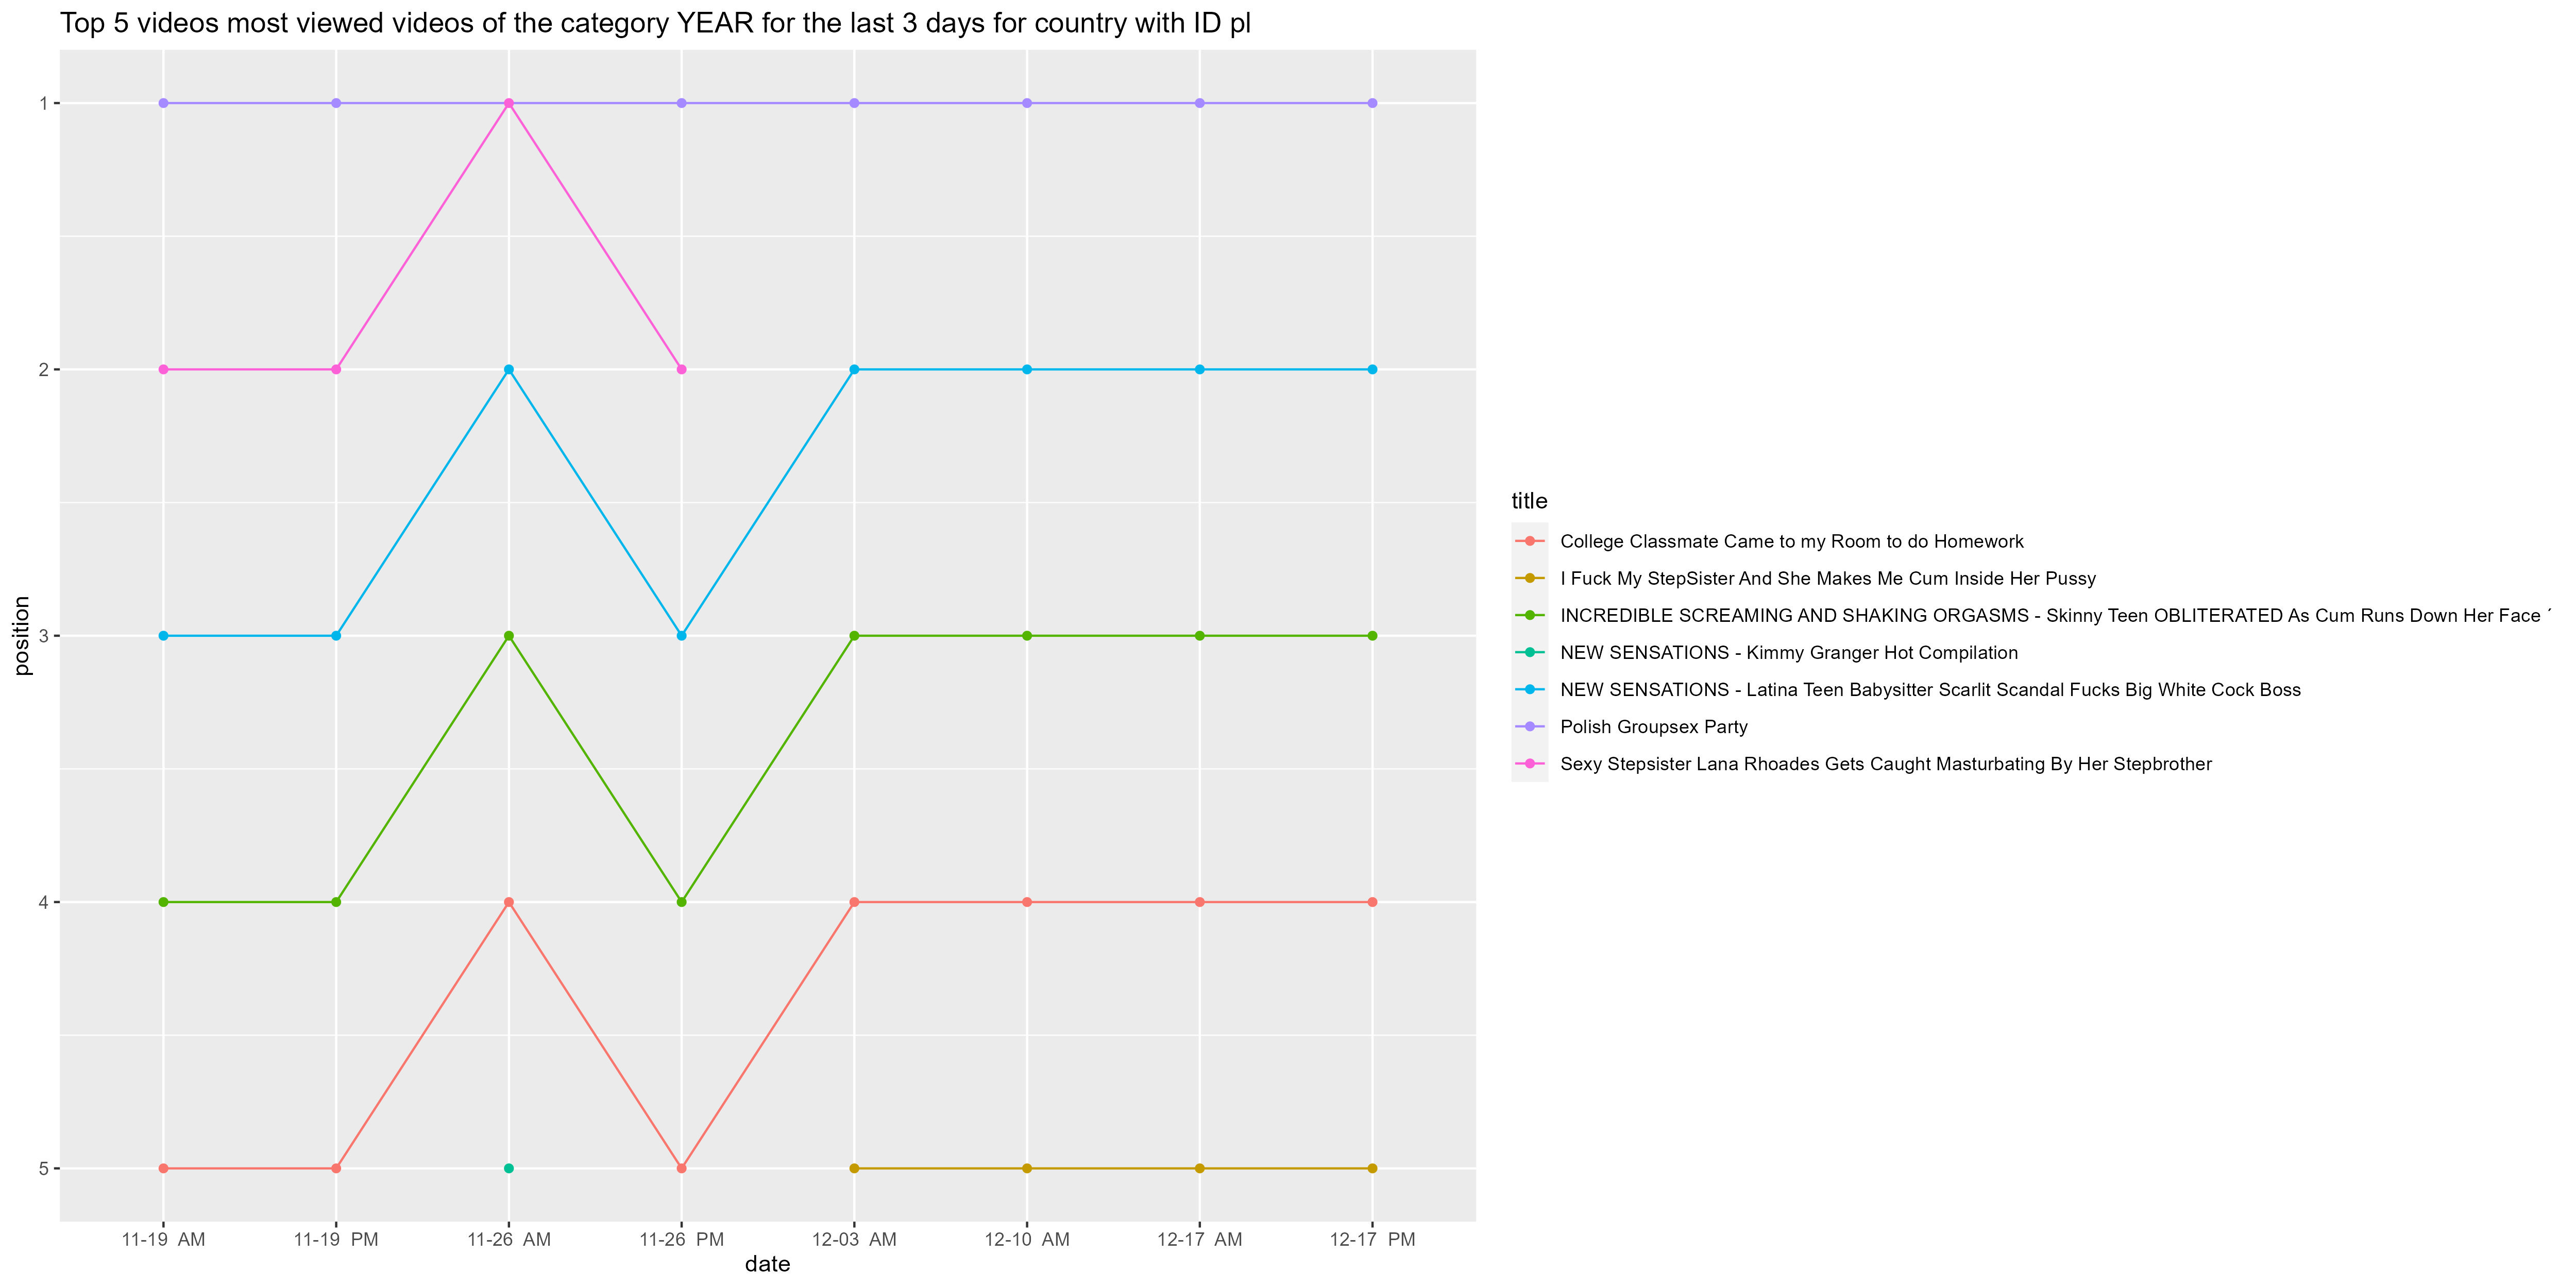 Top 5 videos most viewed videos of the category YEAR for the last 3 days for country with ID pl
position
1
2
3
4
5
11-19 AM
11-19 PM
11-26 AM
11-26 PM
12-03 AM
12-10 AM
12-17 AM
12-17 PM
date
title
College Classmate Came to my Room to do Homework
I Fuck My StepSister And She Makes Me Cum Inside Her Pussy
INCREDIBLE SCREAMING AND SHAKING ORGASMS - Skinny Teen OBLITERATED As Cum Runs Down Her Face
NEW SENSATIONS - Kimmy Granger Hot Compilation
NEW SENSATIONS - Latina Teen Babysitter Scarlit Scandal Fucks Big White Cock Boss
Polish Groupsex Party
Sexy Stepsister Lana Rhoades Gets Caught Masturbating By Her Stepbrother